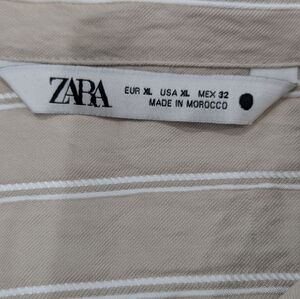 ZARA
EUR XL USA XL MEX 32
MADE IN MOROCCO